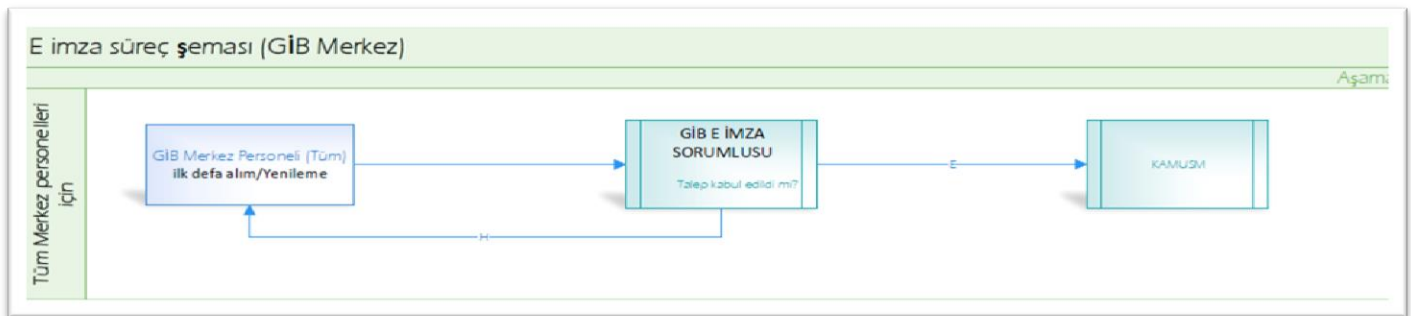 E imza süreç şeması (GİB Merkez)
Aşama
Tüm Merkez personelleri
için
GİB Merkez Personeli (Tüm)
ilk defa alım/Yenileme
GİB E İMZA
SORUMLUSU
Talep kabul edildi mi?
E
KAMUSM
H